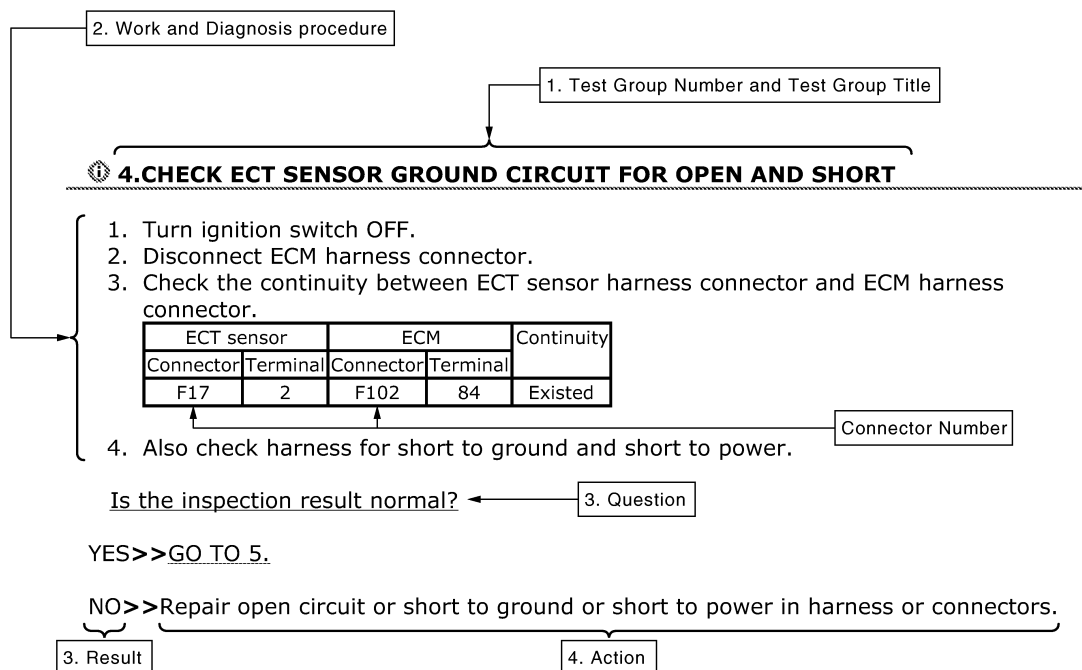 2. Work and Diagnosis procedure
1. Test Group Number and Test Group Title
4.CHECK ECT SENSOR GROUND CIRCUIT FOR OPEN AND SHORT
1. Turn ignition switch OFF.
2. Disconnect ECM harness connector.
3. Check the continuity between ECT sensor harness connector and ECM harness
connector.
ECT sensor ECM Continuity
Connector Terminal Connector Terminal
F17 2 F102 84 Existed
Connector Number
4. Also check harness for short to ground and short to power.
Is the inspection result normal?
3. Question
YES>>GO TO 5.
NO>>Repair open circuit or short to ground or short to power in harness or connectors.
3. Result
4. Action